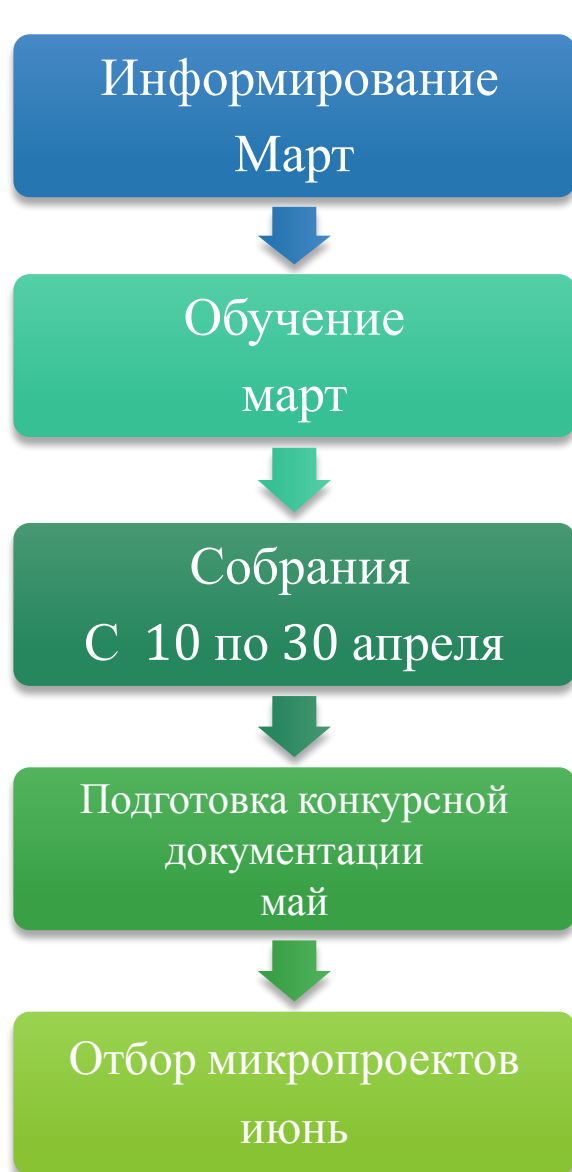 Информирование
Март
Обучение
март
Собрания
С 10 по 30 апреля
Подготовка конкурсной
документации
май
Отбор микропроектов
июнь